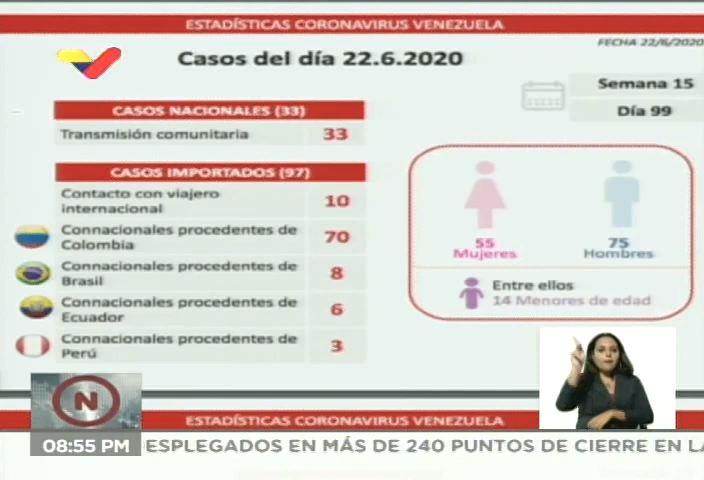 ESTADÍSTICAS CORONAVIRUS VENEZUELA
FECHA 22/6/2020
Casos del día 22.6.2020
Semana 15
Día 99
CASOS NACIONALES (33)
Transmisión comunitaria 33
CASOS IMPORTADOS (97)
Contacto con viajero
internacional
10
Connacionales procedentes de
Colombia
70
Connacionales procedentes de
Brasil
8
Connacionales procedentes de
Ecuador
6
Connacionales procedentes de
Perú
3
55
Mujeres
75
Hombres
Entre ellos
14 Menores de edad
N
ESTADÍSTICAS CORONAVIRUS VENEZUELA
08:55 PM ESPLEGADOS EN MÁS DE 240 PUNTOS DE CIERRE EN LA